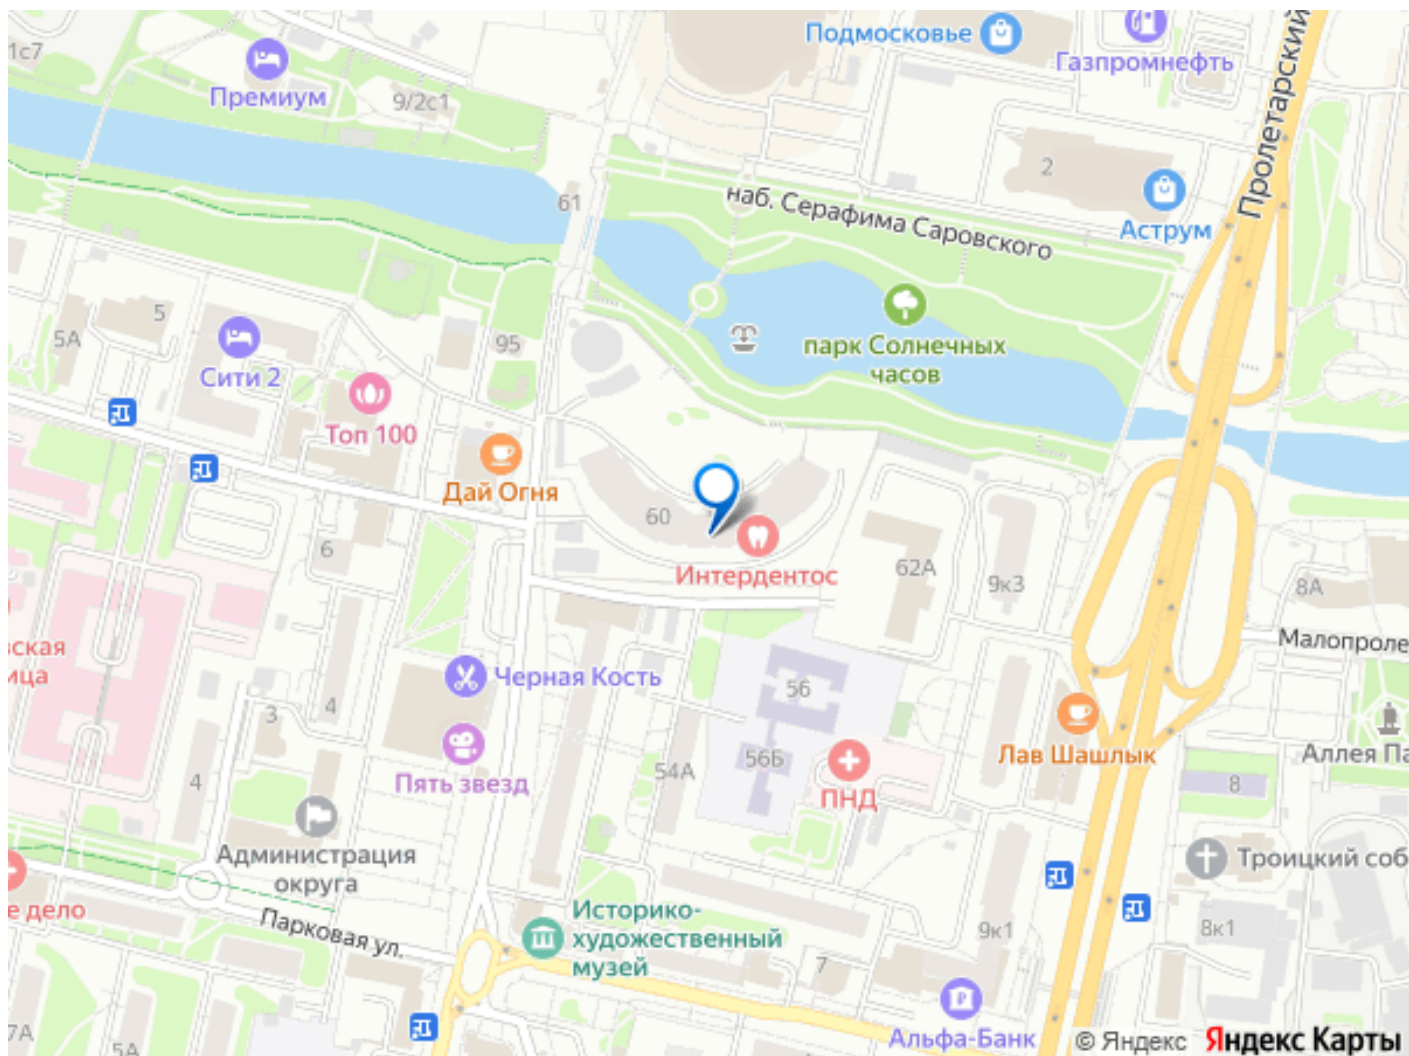 Подмосковье
Газпромнефть
Пролетарский
1с7
Премиум
9/2с1
2
61
наб. Серафима Саровского
Аструм
5
5А
95
Сити 2
парк Солнечных
часов
Топ 100
Дай Огня
60
6
Интердентос
62А
9к3
8А
Малопроле
ская
ица
Черная Кость
56
3
4
4
Пять звезд
54А
56Б
ПНД
Лав Шашлык
Аллея Па
8
Администрация
округа
Троицкий соб
е дело
Парковая ул.
Историко-
художественный
музей
7
9к1
8к1
Альфа-Банк
7А
5А
© Яндекс Яндекс Карты